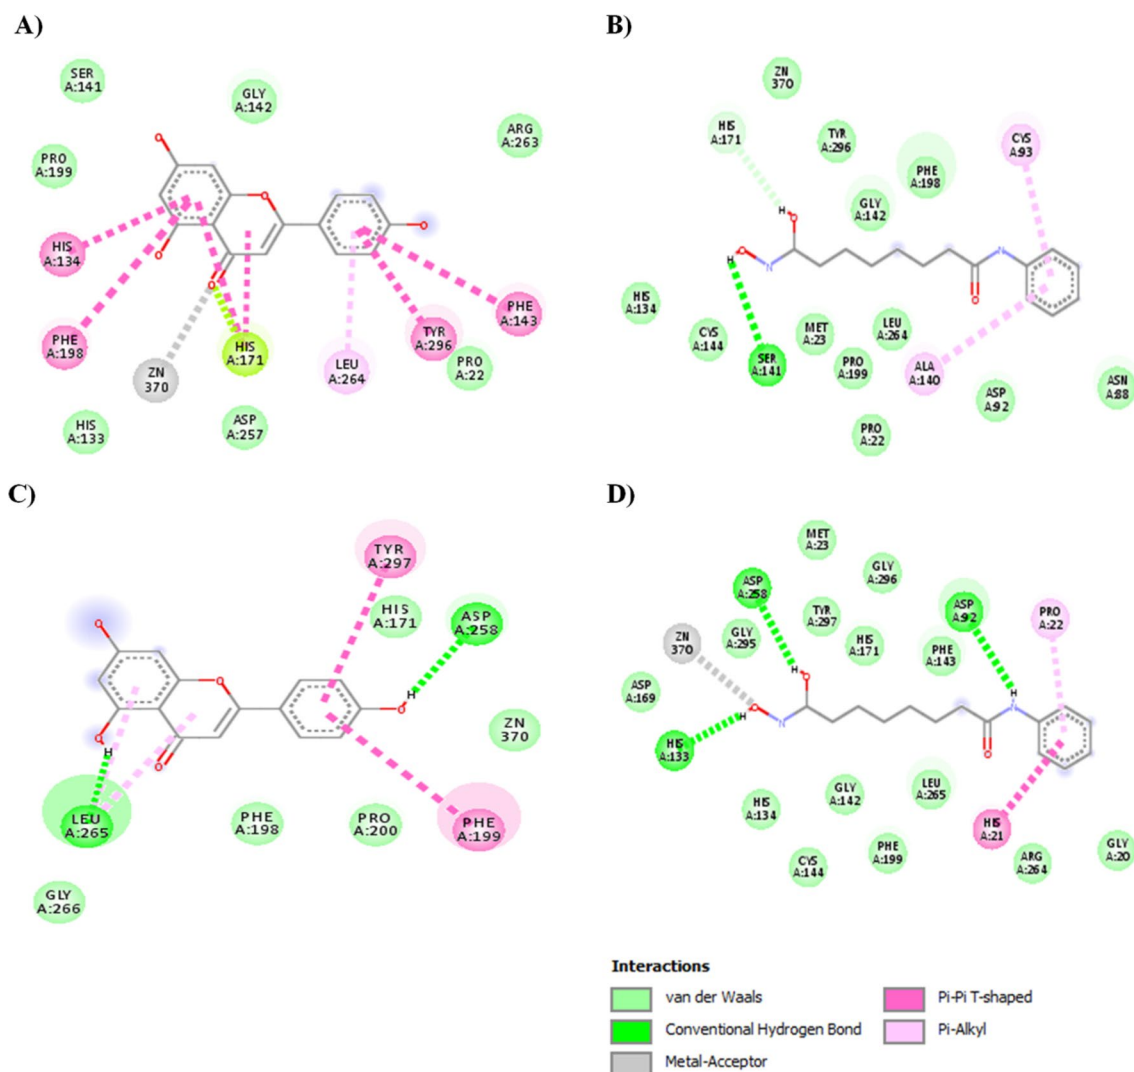 A)
SER
A:141
GLY
A:142
ARG
A:263
PRO
A:199
HIS
A:134
PHE
A:198
ZN
370
HIS
A:171
LEU
A:264
TYR
A:296
PHE
A:143
PRO
A:22
HIS
A:133
ASP
A:257
B)
ZN
370
HIS
A:171
TYR
A:296
PHE
A:198
CYS
A:93
GLY
A:142
H
O
H
O
N
N
O
HIS
A:134
CYS
A:144
SER
A:141
MET
A:23
PRO
A:199
LEU
A:264
ALA
A:140
ASP
A:92
ASN
A:88
PRO
A:22
C)
TYR
A:297
HIS
A:171
ASP
A:258
H
H
ZN
370
LEU
A:265
PHE
A:198
PRO
A:200
PHE
A:199
GLY
A:266
D)
MET
A:23
GLY
A:296
ASP
A:258
ASP
A:92
PRO
A:22
ZN
370
GLY
A:295
TYR
A:297
HIS
A:171
PHE
A:143
ASP
A:169
H
O
H
O
N
H
N
O
HIS
A:133
HIS
A:134
GLY
A:142
LEU
A:265
HIS
A:21
CYS
A:144
PHE
A:199
ARG
A:264
GLY
A:20
Interactions
van der Waals
Conventional Hydrogen Bond
Metal-Acceptor
Pi-Pi T-shaped
Pi-Alkyl